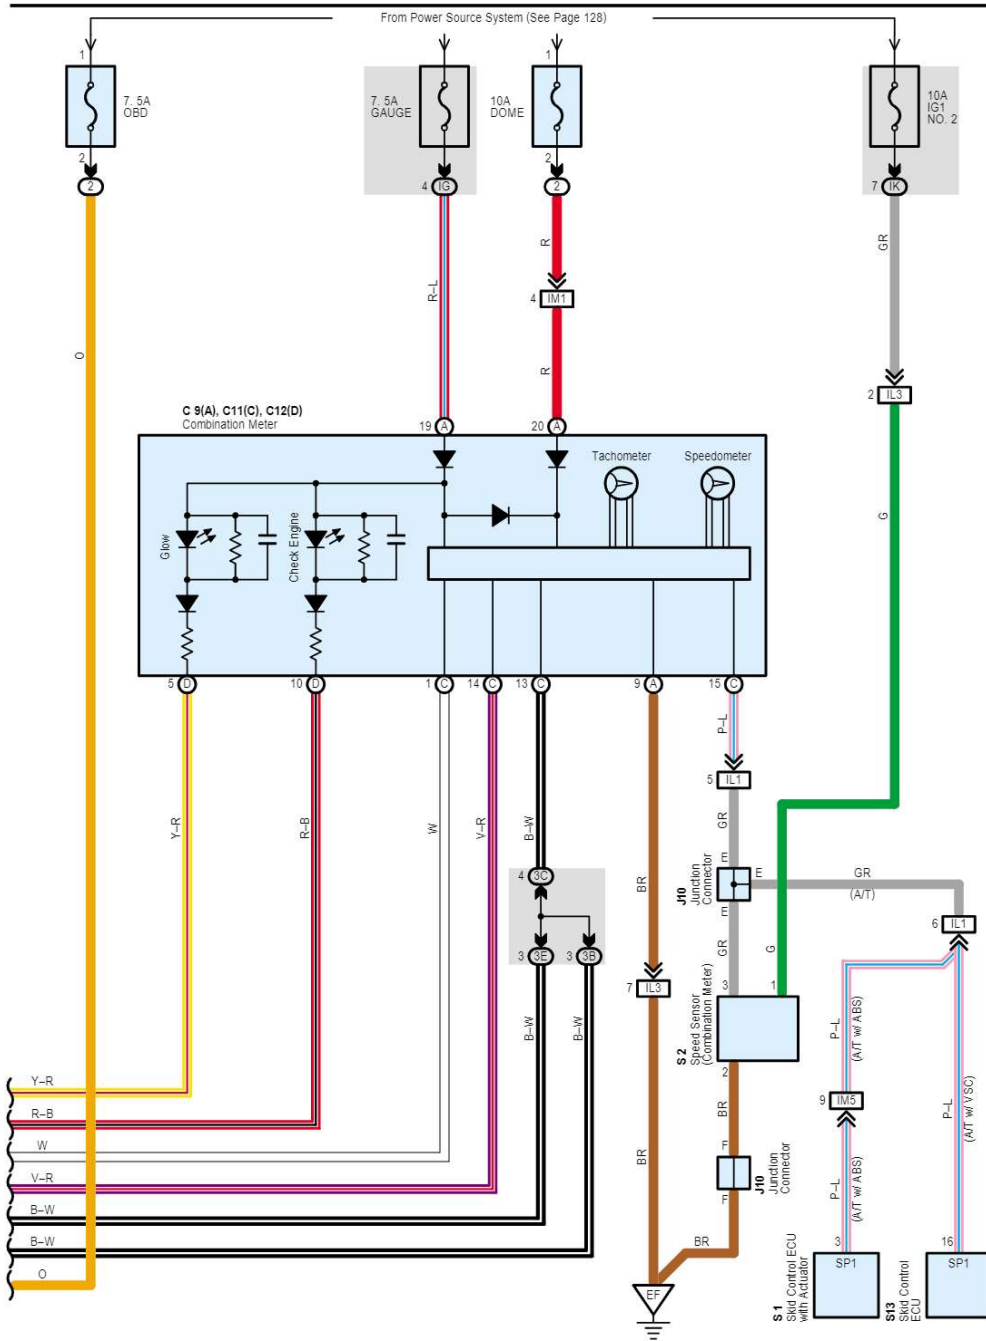 From Power Source System (See Page 128)
1
1
7. 5A
OBD
7. 5A
GAUGE
10A
DOME
10A
IG1
NO. 2
2
2
2
4 IG
2
7 IK
R
GR
R–L
4 IM1
O
R
2 IL3
C 9(A), C11(C), C12(D)
Combination Meter
19 A
20 A
Tachometer
Speedometer
G
Glow
Check Engine
5 D
10 D
1 C
14 C
13 C
9 A
15 C
P–L
5 IL1
Y–R
R–B
W
V–R
B–W
BR
GR
E
E
GR
(A/T)
J10
Junction
Connector
4 3C
E
6 IL1
GR
G
3 3E
3 3B
7 IL3
3
1
S 2
Speed Sensor
(Combination Meter)
B–W
B–W
P–L
(A/T w/ ABS)
2
Y–R
R–B
W
V–R
B–W
B–W
O
BR
9 IM5
P–L
(A/T w/ VSC)
F
BR
J10
Junction
Connector
F
P–L
(A/T w/ ABS)
BR
3
16
SP1
SP1
EF
S 1
Skid Control ECU
with Actuator
S13
Skid Control
ECU